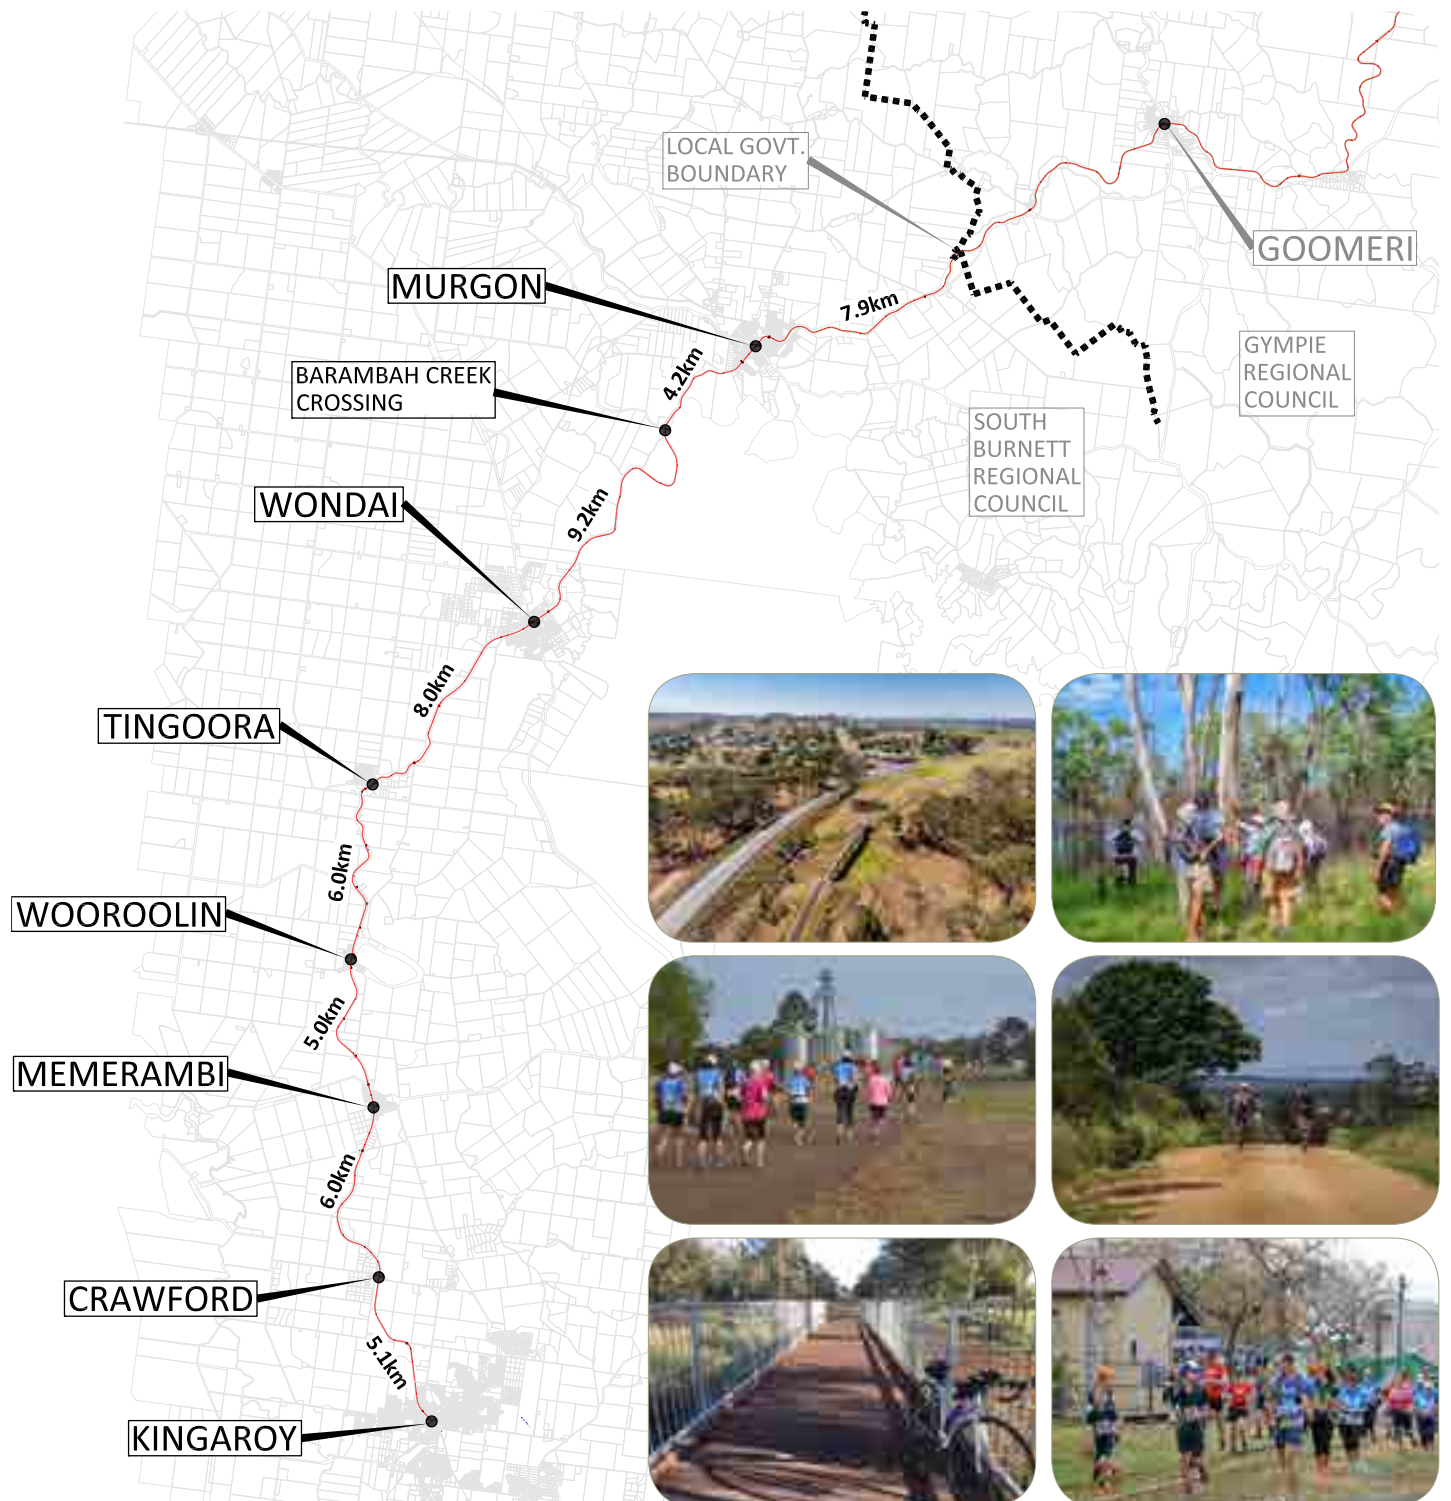 LOCAL GOVT.
BOUNDARY
GOOMERI
MURGON
7.9km
GYMPIE
REGIONAL
COUNCIL
BARAMBAH CREEK
CROSSING
4.2km
SOUTH
BURNETT
REGIONAL
COUNCIL
WONDAI
9.2km
8.0km
TINGOORA
6.0km
WOOROOLIN
5.0km
MEMERAMBI
6.0km
CRAWFORD
5.1km
KINGAROY